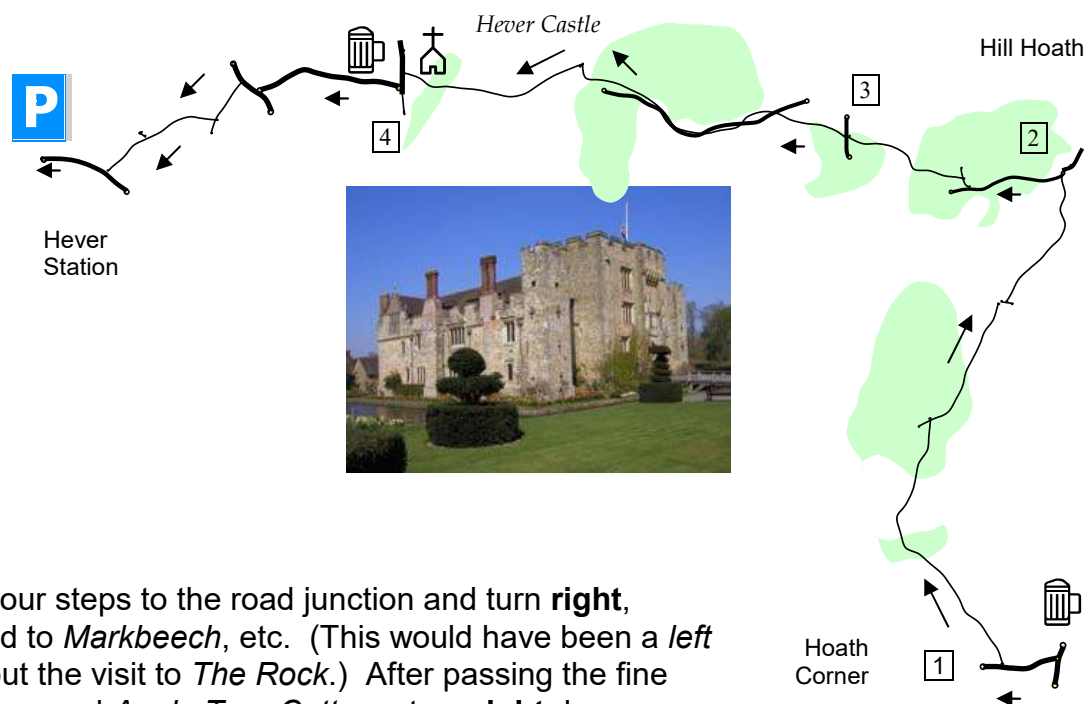 Hever Castle
Hill Hoath
P
3
2
4
Hever
Station
our steps to the road junction and turn right,
d to Markbeech, etc. (This would have been a left
out the visit to The Rock.) After passing the fine
Hoath
Corner
1